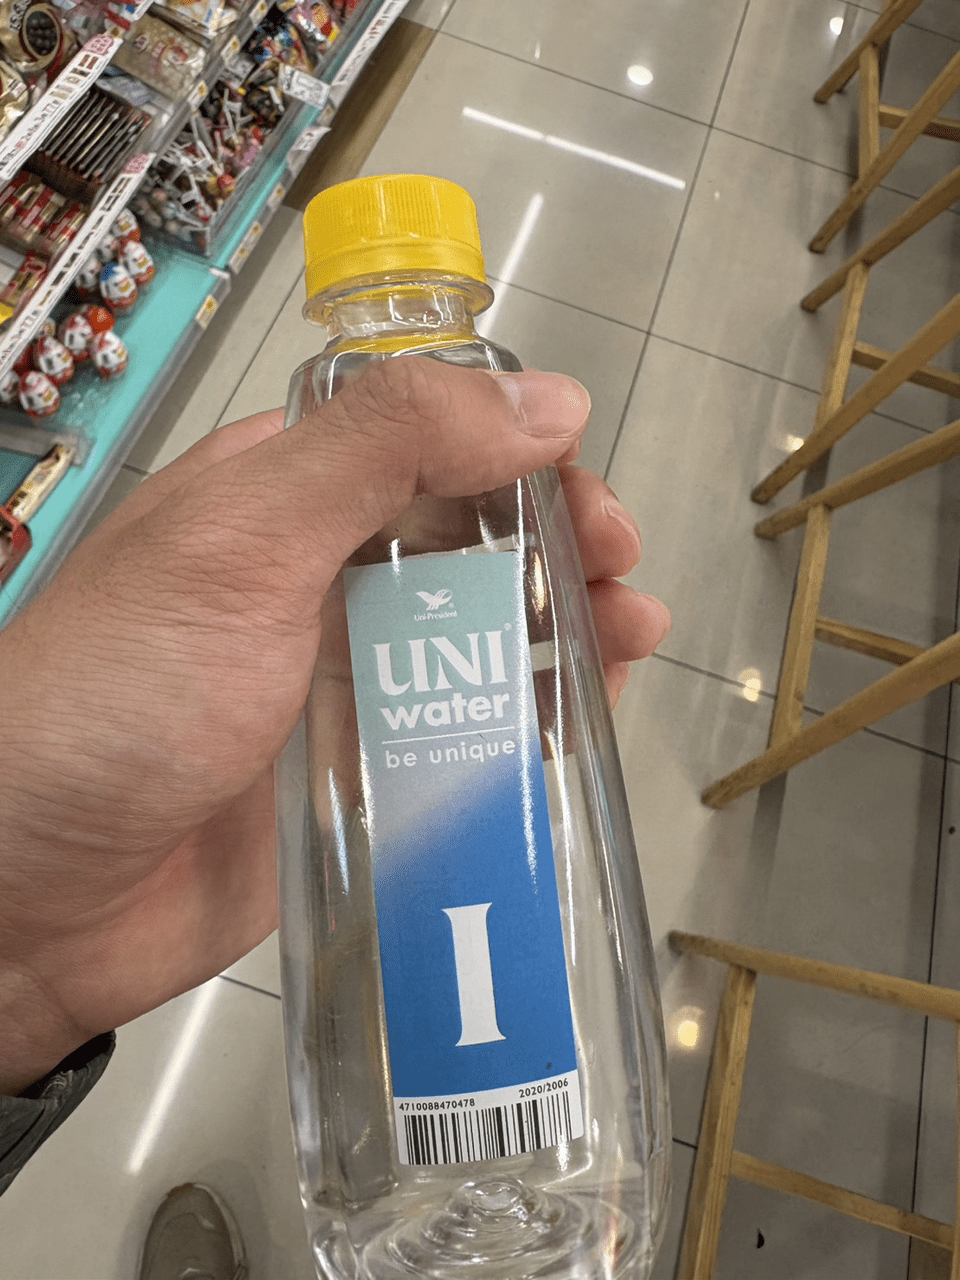 Uni-President
UNI®
water
be unique
I
4710088470478 2020/2006